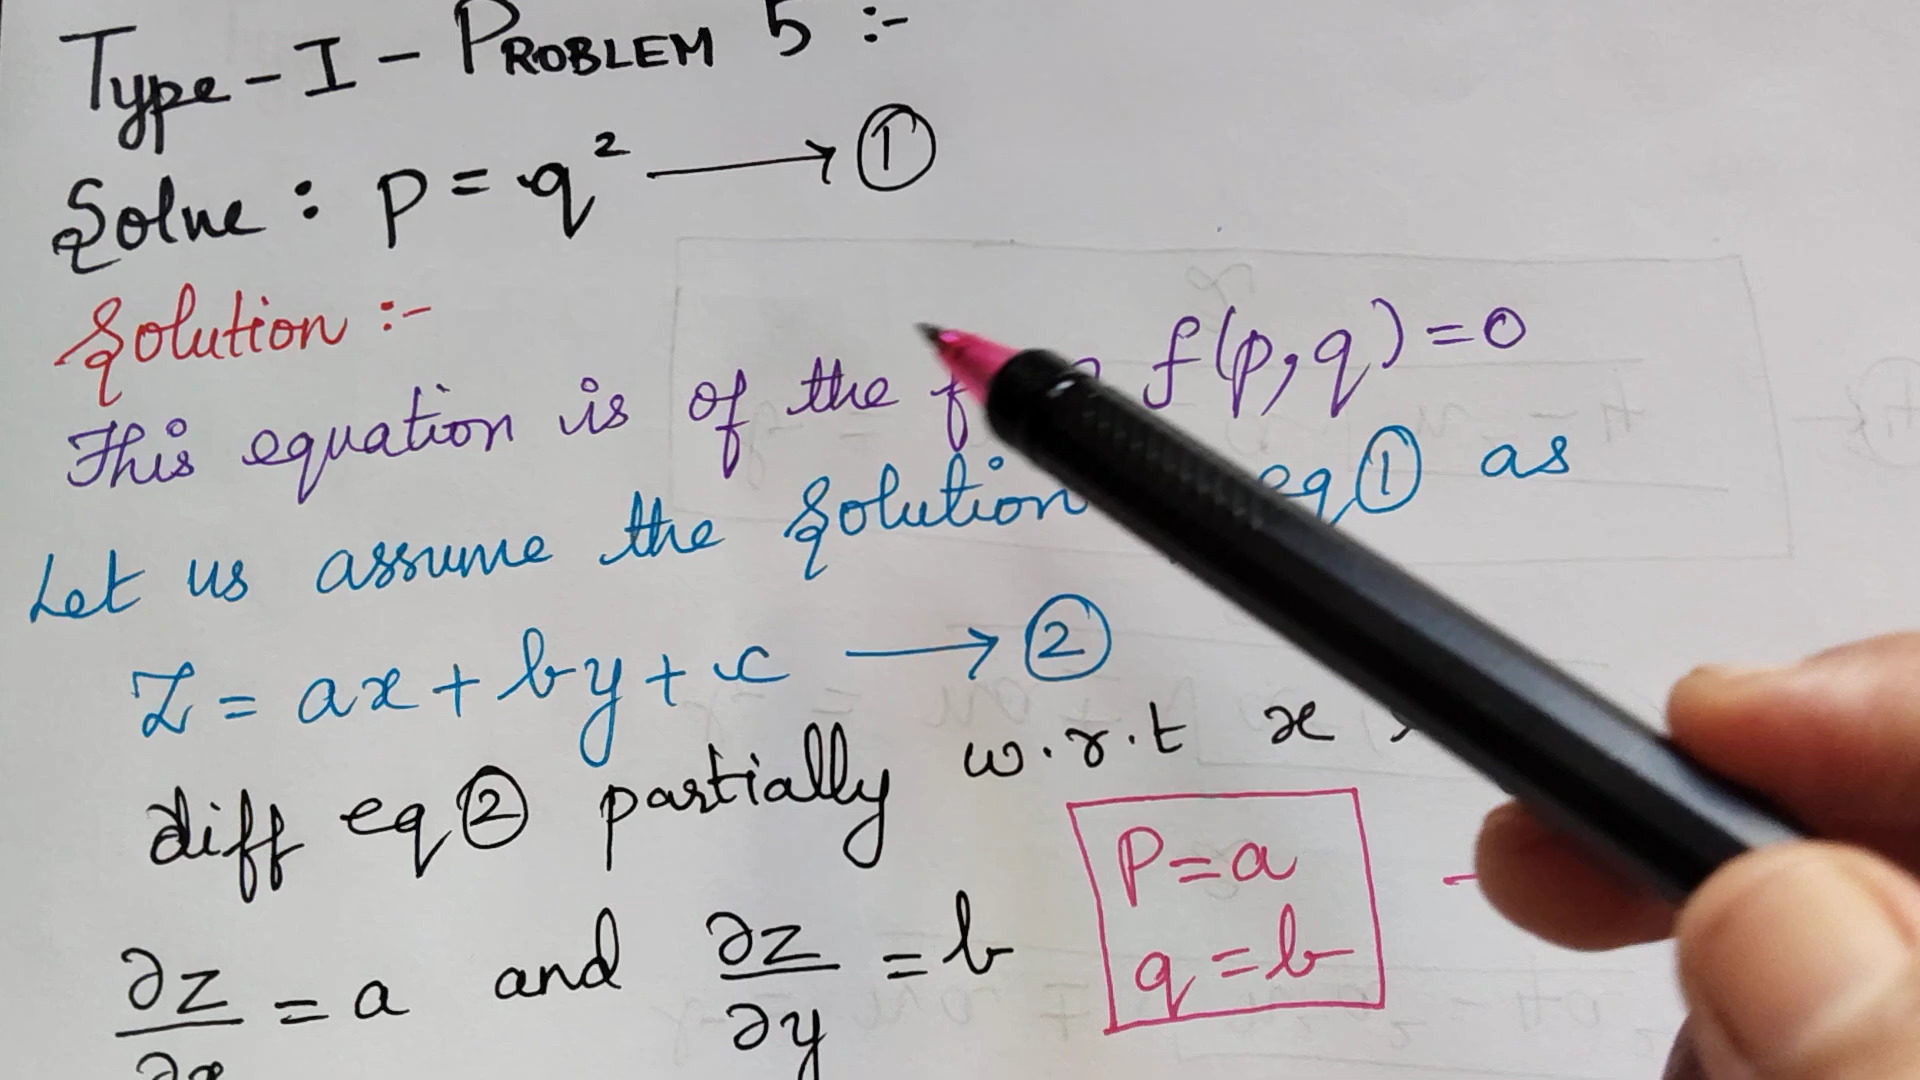 Type-I-PROBLEM 5:-
Solve: p = q² → ①
Solution:-
This equation is of the f(p,q)=0
Let us assume the solution eq ① as
Z = ax + by + c → ②
diff eq ② partially w.r.t x
P=a
q=b
∂z/∂x = a and ∂z/∂y = b